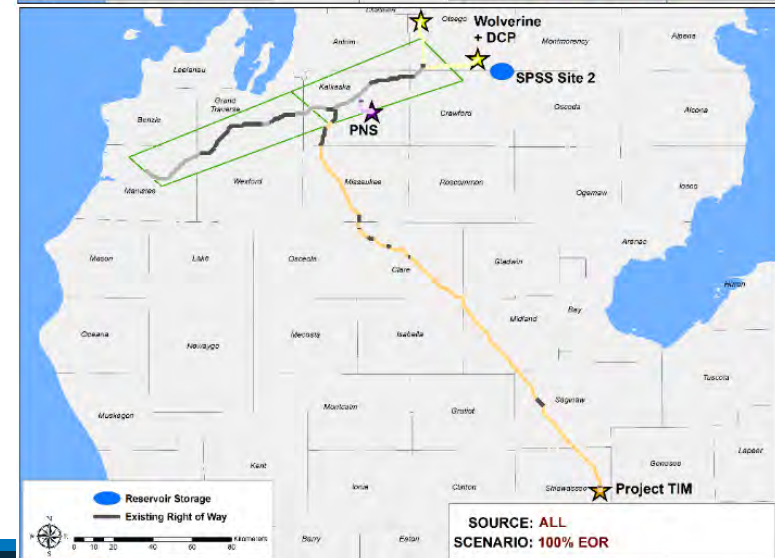 Otsego
Wolverine
+ DCP
Antrim
Montmorency
Alpena
Leelanau
SPSS Site 2
Kalkaska
Grand
Traverse
Crawford
Oscoda
Alcona
Benzie
PNS
Manistee
Wexford
Missaukee
Roscommon
Ogemaw
Iosco
Arenac
Mason
Lake
Osceola
Clare
Gladwin
Huron
Oceana
Newaygo
Mecosta
Isabella
Midland
Bay
Tuscola
Saginaw
Muskegon
Montcalm
Gratiot
Lapeer
Genesee
Kent
Ionia
Clinton
Shiawassee
Project TIM
Reservoir Storage
Existing Right of Way
Kilometers
0 10 20 40 60 80
Barry
Eaton
SOURCE: ALL
SCENARIO: 100% EOR